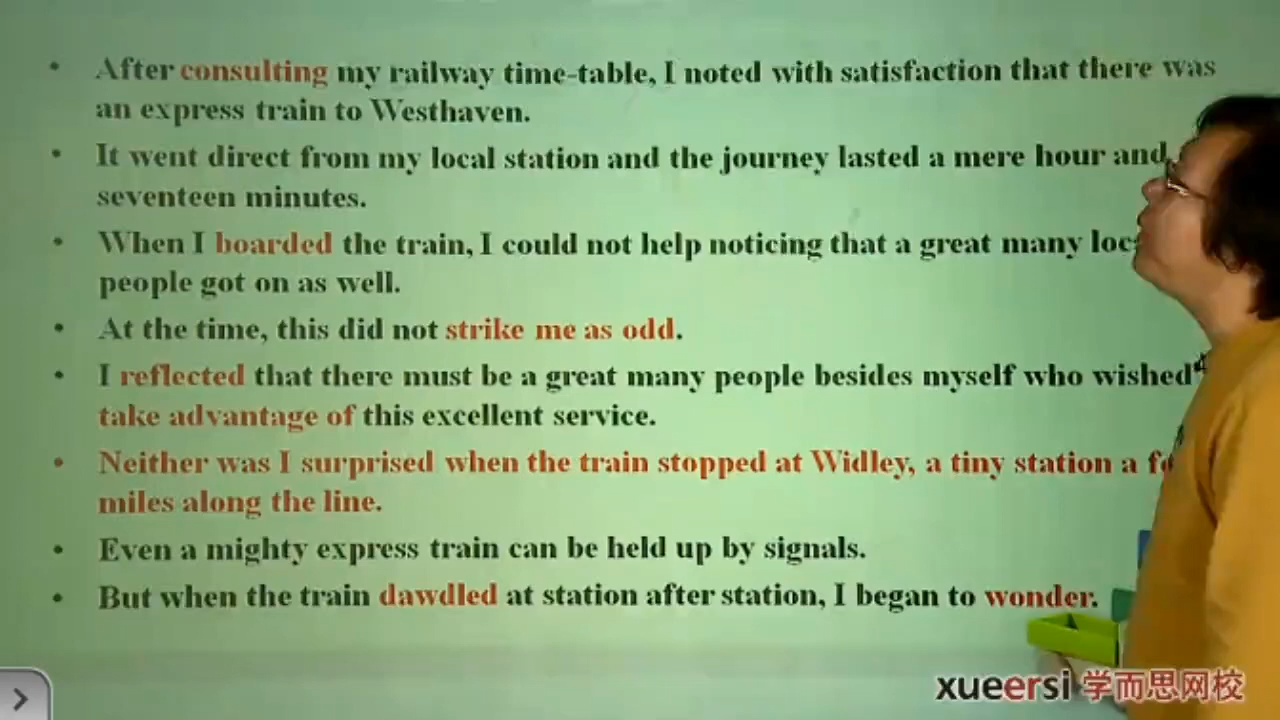 • After consulting my railway time-table, I noted with satisfaction that there was
an express train to Westhaven.
• It went direct from my local station and the journey lasted a mere hour and
seventeen minutes.
• When I boarded the train, I could not help noticing that a great many loc
people got on as well.
• At the time, this did not strike me as odd.
• I reflected that there must be a great many people besides myself who wished
take advantage of this excellent service.
• Neither was I surprised when the train stopped at Widley, a tiny station a f
miles along the line.
• Even a mighty express train can be held up by signals.
• But when the train dawdled at station after station, I began to wonder.
xueersi 学而思网校